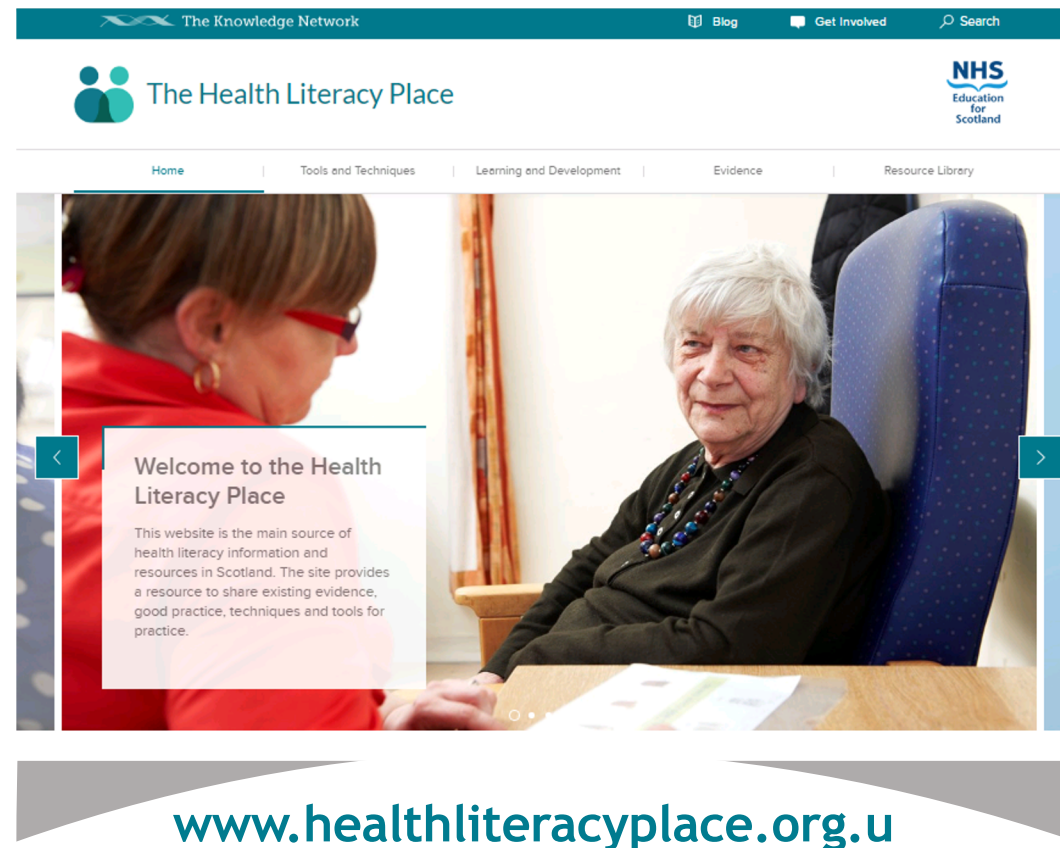 The Knowledge Network
Blog
Get Involved
Search
The Health Literacy Place
NHS
Education
for
Scotland
Home
Tools and Techniques
Learning and Development
Evidence
Resource Library
Welcome to the Health
Literacy Place
This website is the main source of
health literacy information and
resources in Scotland. The site provides
a resource to share existing evidence,
good practice, techniques and tools for
practice.
www.healthliteracyplace.org.u